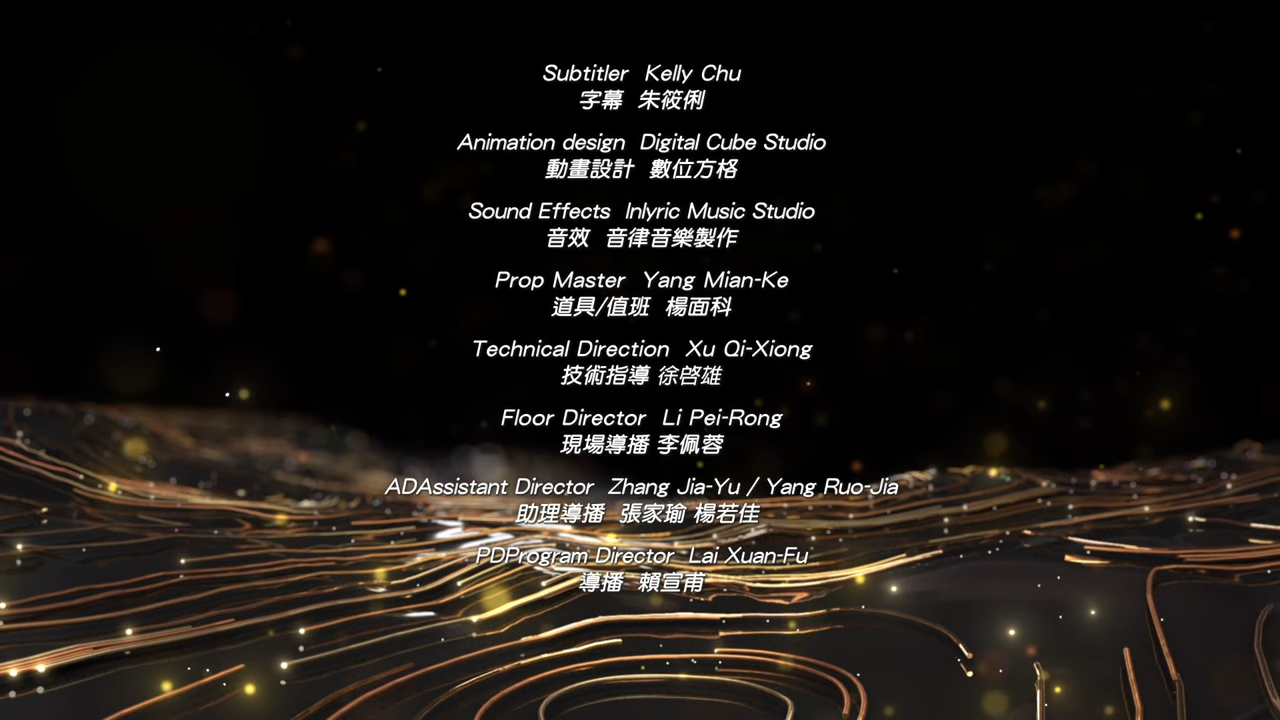 Subtitler Kelly Chu
字幕 朱筱俐
Animation design Digital Cube Studio
動畫設計 數位方格
Sound Effects Inlyric Music Studio
音效 音律音樂製作
Prop Master Yang Mian-Ke
道具/值班 楊面科
Technical Direction Xu Qi-Xiong
技術指導 徐啓雄
Floor Director Li Pei-Rong
現場導播 李佩蓉
ADAssistant Director Zhang Jia-Yu / Yang Ruo-Jia
助理導播 張家瑜 楊若佳
PDProgram Director Lai Xuan-Fu
導播 賴宣甫